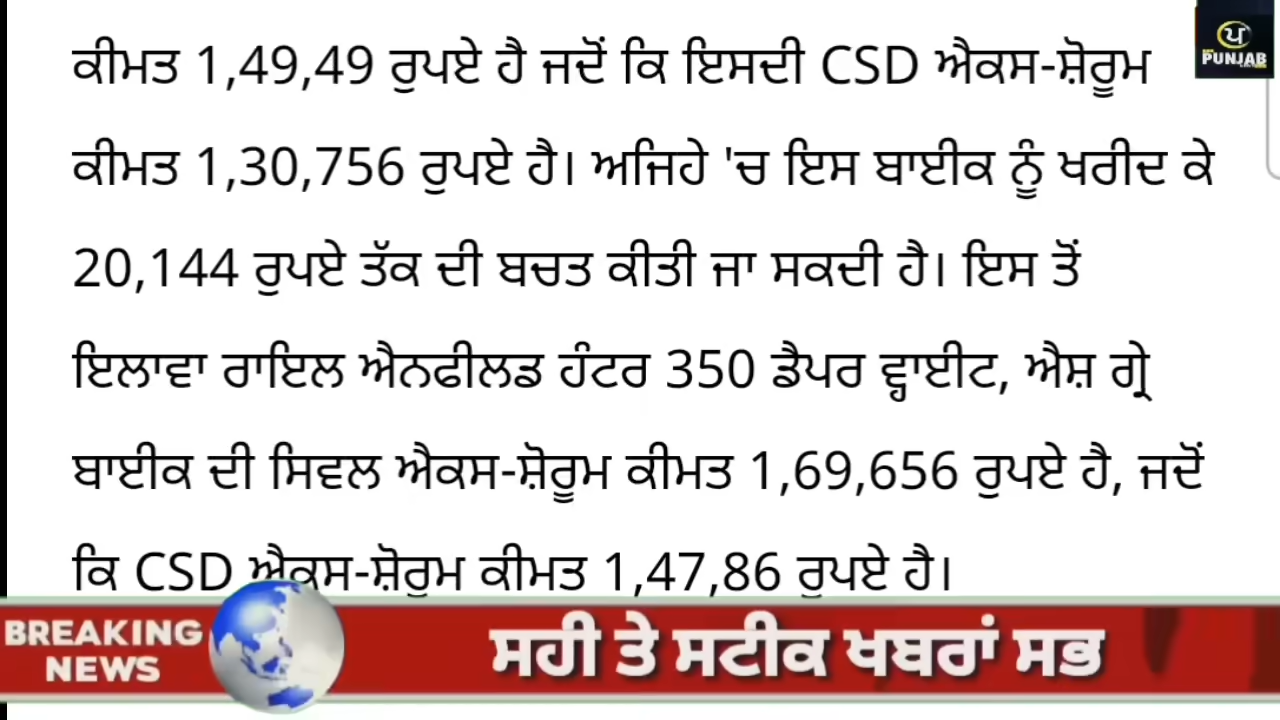 ਕੀਮਤ 1,49,49 ਰੁਪਏ ਹੈ ਜਦੋਂ ਕਿ ਇਸਦੀ CSD ਐਕਸ-ਸ਼ੋਰੂਮ
ਕੀਮਤ 1,30,756 ਰੁਪਏ ਹੈ। ਅਜਿਹੇ 'ਚ ਇਸ ਬਾਈਕ ਨੂੰ ਖਰੀਦ ਕੇ
20,144 ਰੁਪਏ ਤੱਕ ਦੀ ਬਚਤ ਕੀਤੀ ਜਾ ਸਕਦੀ ਹੈ। ਇਸ ਤੋਂ
ਇਲਾਵਾ ਰਾਇਲ ਐਨਫੀਲਡ ਹੰਟਰ 350 ਡੈਪਰ ਵ੍ਹਾਈਟ, ਐਸ਼ ਗ੍ਰੇ
ਬਾਈਕ ਦੀ ਸਿਵਲ ਐਕਸ-ਸ਼ੋਰੂਮ ਕੀਮਤ 1,69,656 ਰੁਪਏ ਹੈ, ਜਦੋਂ
ਕਿ CSD ਐਕਸ-ਸ਼ੋਰੂਮ ਕੀਮਤ 1,47,86 ਰੁਪਏ ਹੈ।
ਪ
PUNJAB
BREAKING
NEWS
ਸਹੀ ਤੇ ਸਟੀਕ ਖਬਰਾਂ ਸਭ